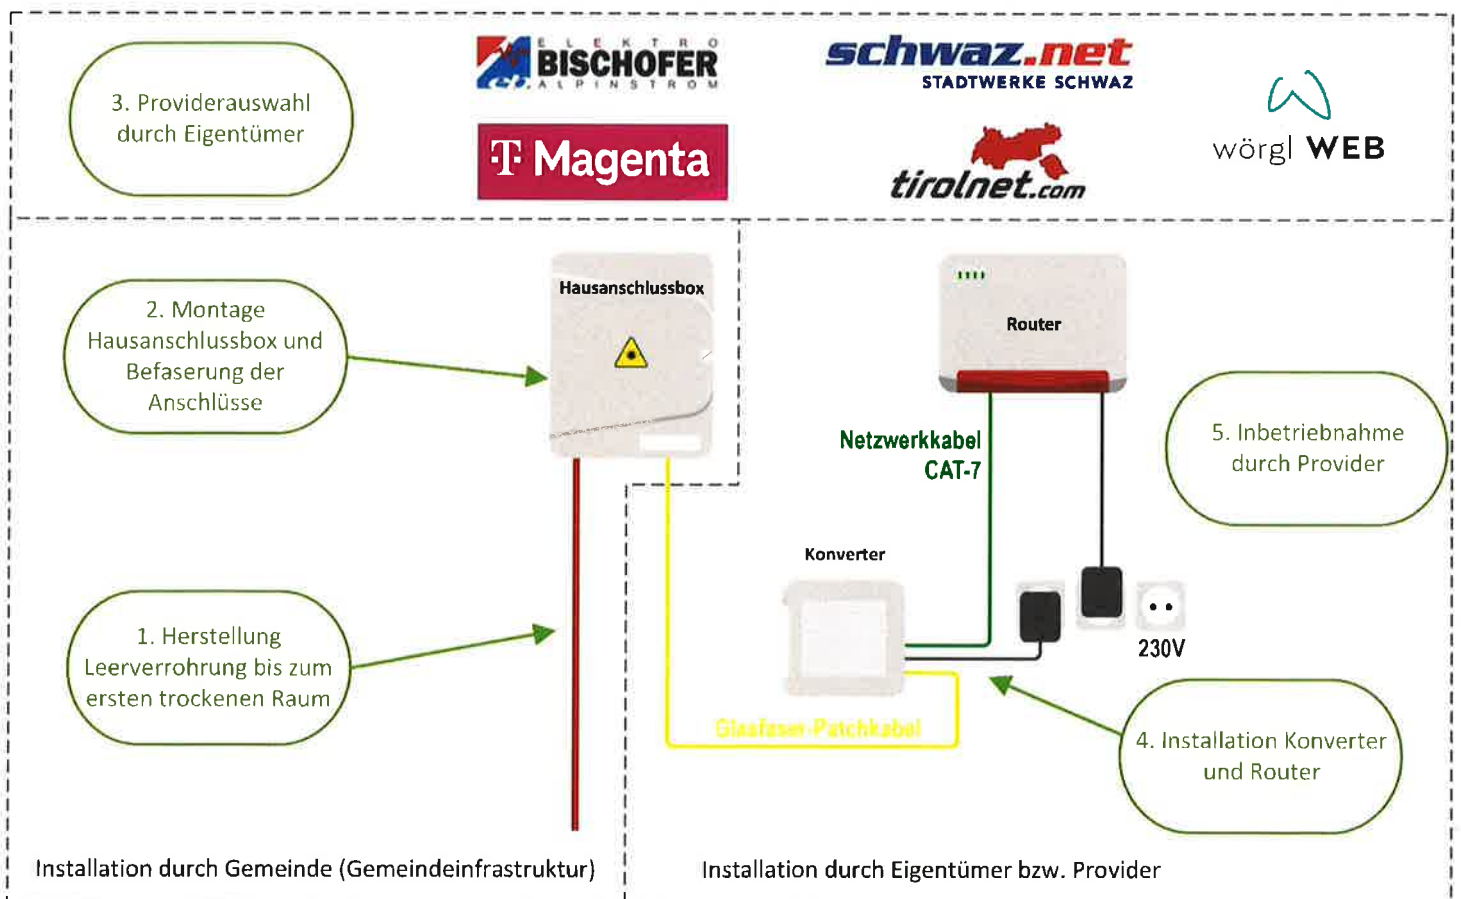 3. Providerauswahl
durch Eigentümer
ELEKTRO
BISCHOFER
ALPINSTROM
schwaz.net
STADTWERKE SCHWAZ
T Magenta
tirolnet.com
wörgl WEB
2. Montage
Hausanschlussbox und
Befaserung der
Anschlüsse
Hausanschlussbox
Router
Netzwerkkabel
CAT-7
5. Inbetriebnahme
durch Provider
Konverter
1. Herstellung
Leerverrohrung bis zum
ersten trockenen Raum
230V
Glasfaser-Patchkabel
4. Installation Konverter
und Router
Installation durch Gemeinde (Gemeindeinfrastruktur)
Installation durch Eigentümer bzw. Provider